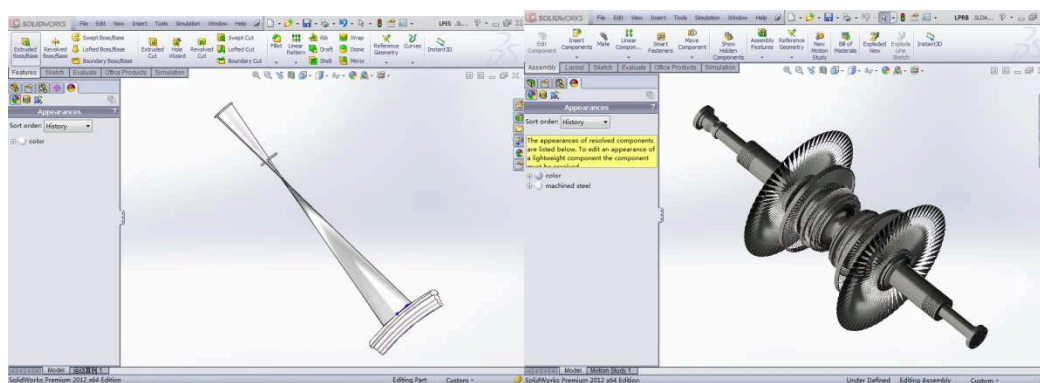 SOLIDWORKS File Edit View Insert Tools Simulation Window Help LPE5 .SL...
Extruded Boss/Base
Revolved Boss/Base
Swept Boss/Base
Lofted Boss/Base
Boundary Boss/Base
Extruded Cut
Hole Wizard
Revolved Cut
Swept Cut
Lofted Cut
Boundary Cut
Fillet
Linear Pattern
Rib
Draft
Shell
Wrap
Dome
Mirror
Reference Geometry
Curves
Instant3D
Features Sketch Evaluate Office Products Simulation
Appearances ?
Sort order: History
color
Model
SolidWorks Premium 2012 x64 Edition Editing Part Custom
SOLIDWORKS File Edit View Insert Tools Simulation Window Help LPRB .SLDA...
Edit Component
Insert Components
Mate
Linear Compon...
Smart Fasteners
Move Component
Show Hidden Components
Assembly Features
Reference Geometry
New Motion Study
Bill of Materials
Exploded View
Explode Line Sketch
Instant3D
Assembly Layout Sketch Evaluate Office Products Simulation
Appearances ?
Sort order: History
The appearances of resolved components
are listed below. To edit an appearance of
a lightweight component the component
color
machined steel
Model Motion Study 1
SolidWorks Premium 2012 x64 Edition Under Defined Editing Assembly Custom